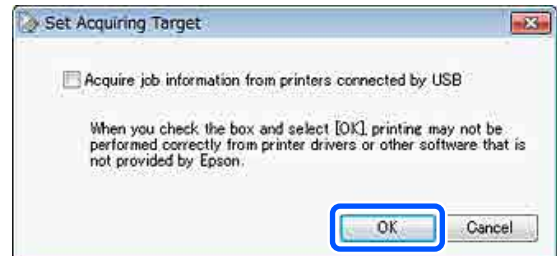 Set Acquiring Target
Acquire job information from printers connected by USB
When you check the box and select [OK], printing may not be
performed correctly from printer drivers or other software that is
not provided by Epson.
OK Cancel